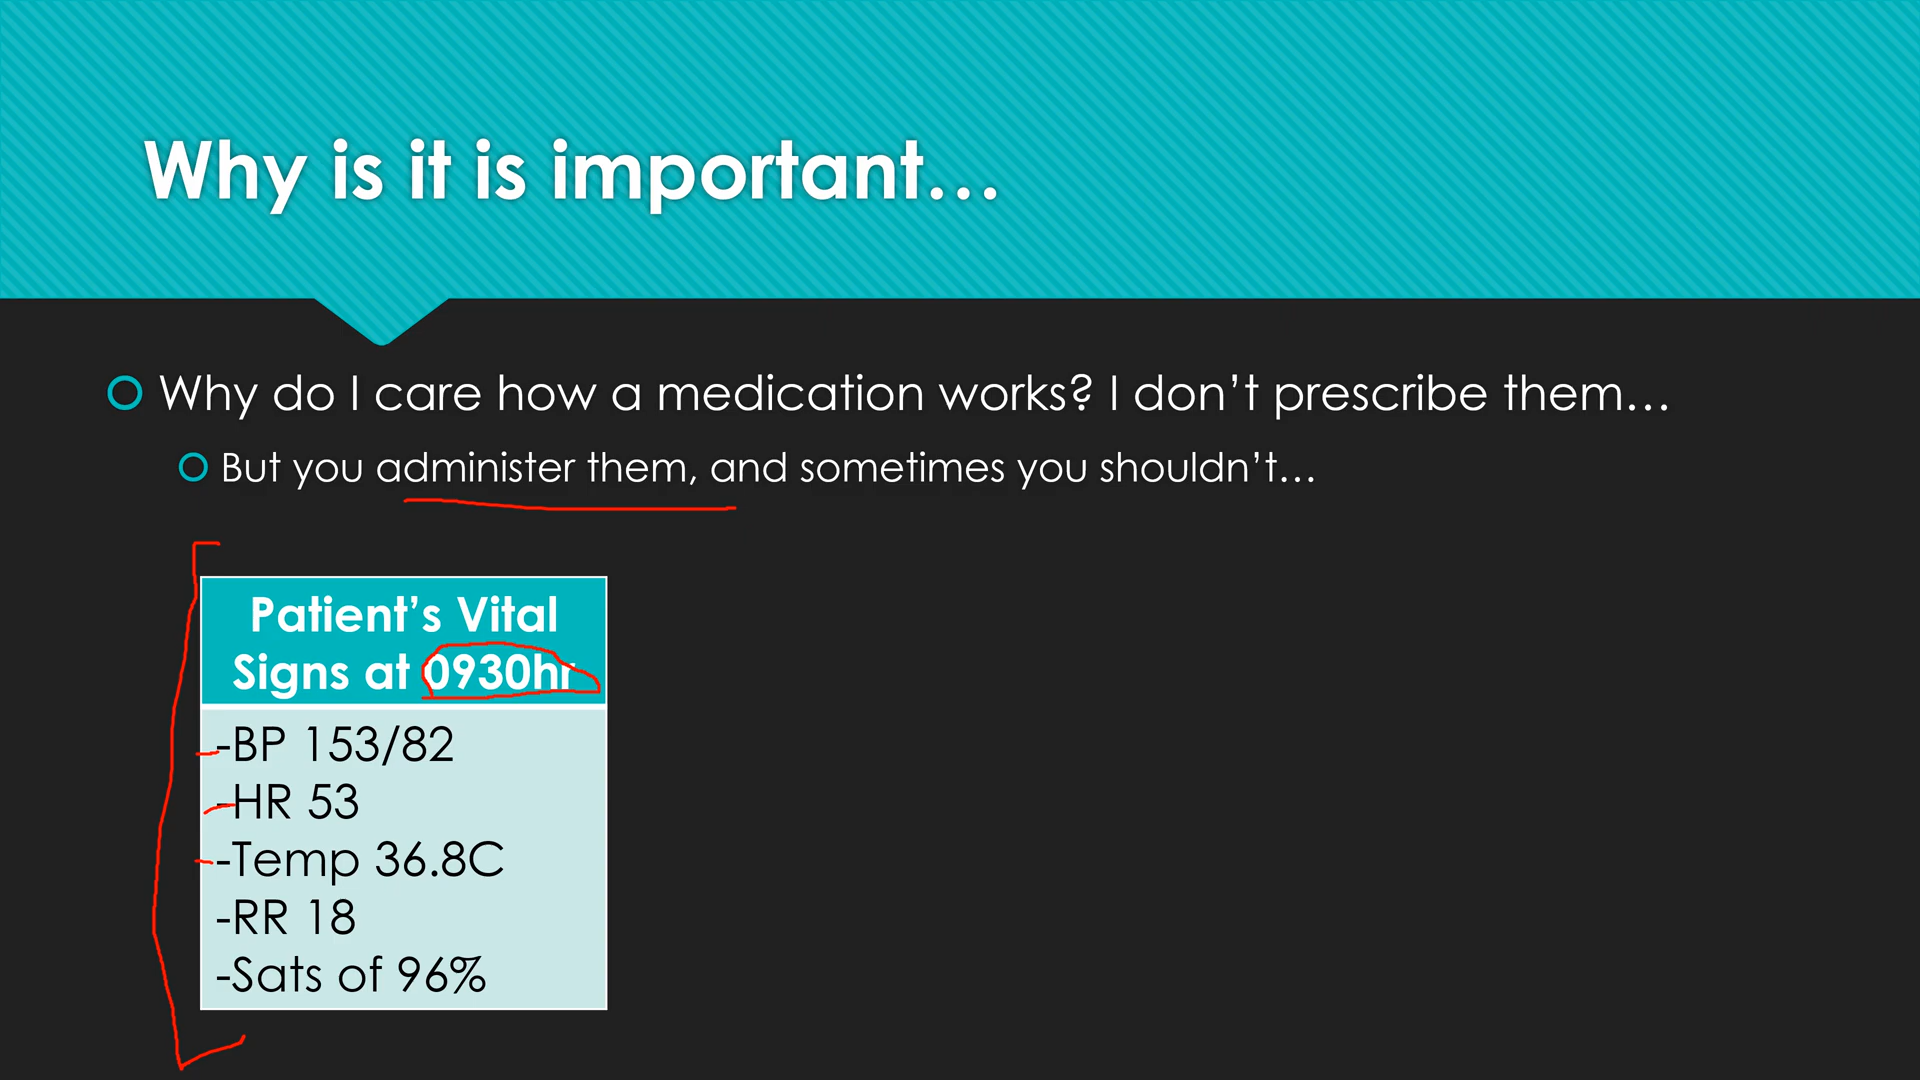 Why is it is important…
Why do I care how a medication works? I don’t prescribe them…
But you administer them, and sometimes you shouldn’t…
Patient’s Vital
Signs at 0930hr
-BP 153/82
-HR 53
-Temp 36.8C
-RR 18
-Sats of 96%